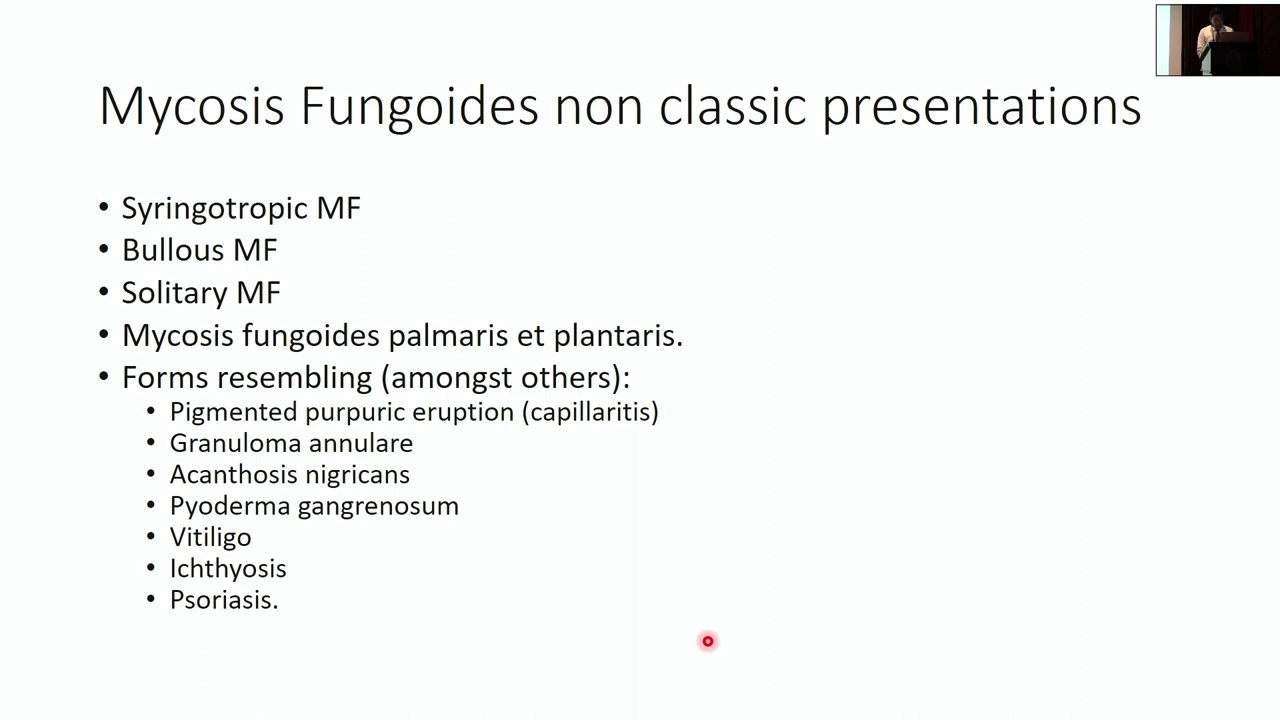 Mycosis Fungoides non classic presentations
• Syringotropic MF
• Bullous MF
• Solitary MF
• Mycosis fungoides palmaris et plantaris.
• Forms resembling (amongst others):
• Pigmented purpuric eruption (capillaritis)
• Granuloma annulare
• Acanthosis nigricans
• Pyoderma gangrenosum
• Vitiligo
• Ichthyosis
• Psoriasis.